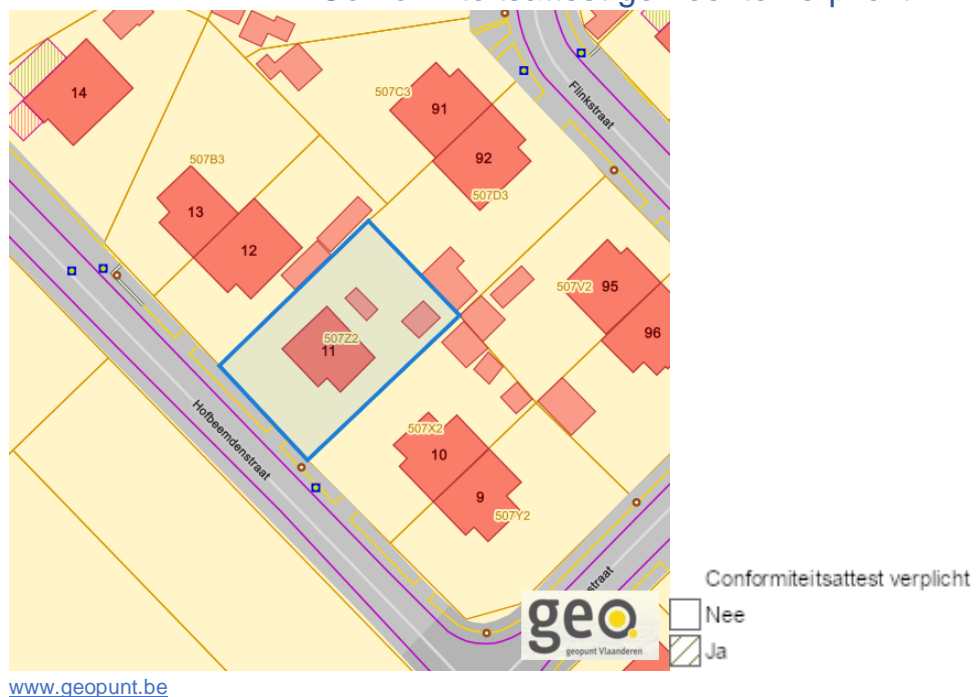 14
507C3
91
Flinkstraat
92
507B3
507D3
13
12
507V2
95
96
507Z2
11
Hofbeemdenstraat
507X2
10
9
507Y2
straat
geo
geopunt Vlaanderen
Conformiteitsattest verplicht
Nee
Ja
www.geopunt.be